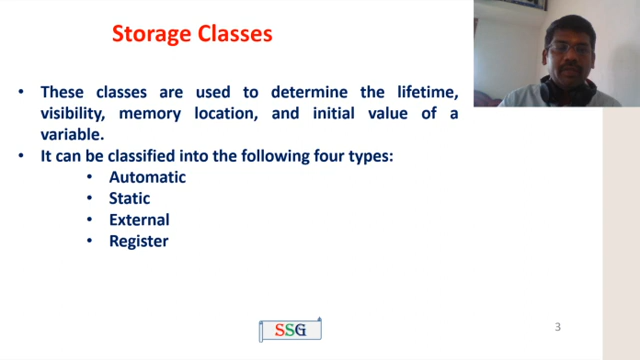 Storage Classes
• These classes are used to determine the lifetime,
visibility, memory location, and initial value of a
variable.
• It can be classified into the following four types:
• Automatic
• Static
• External
• Register
SSG
3